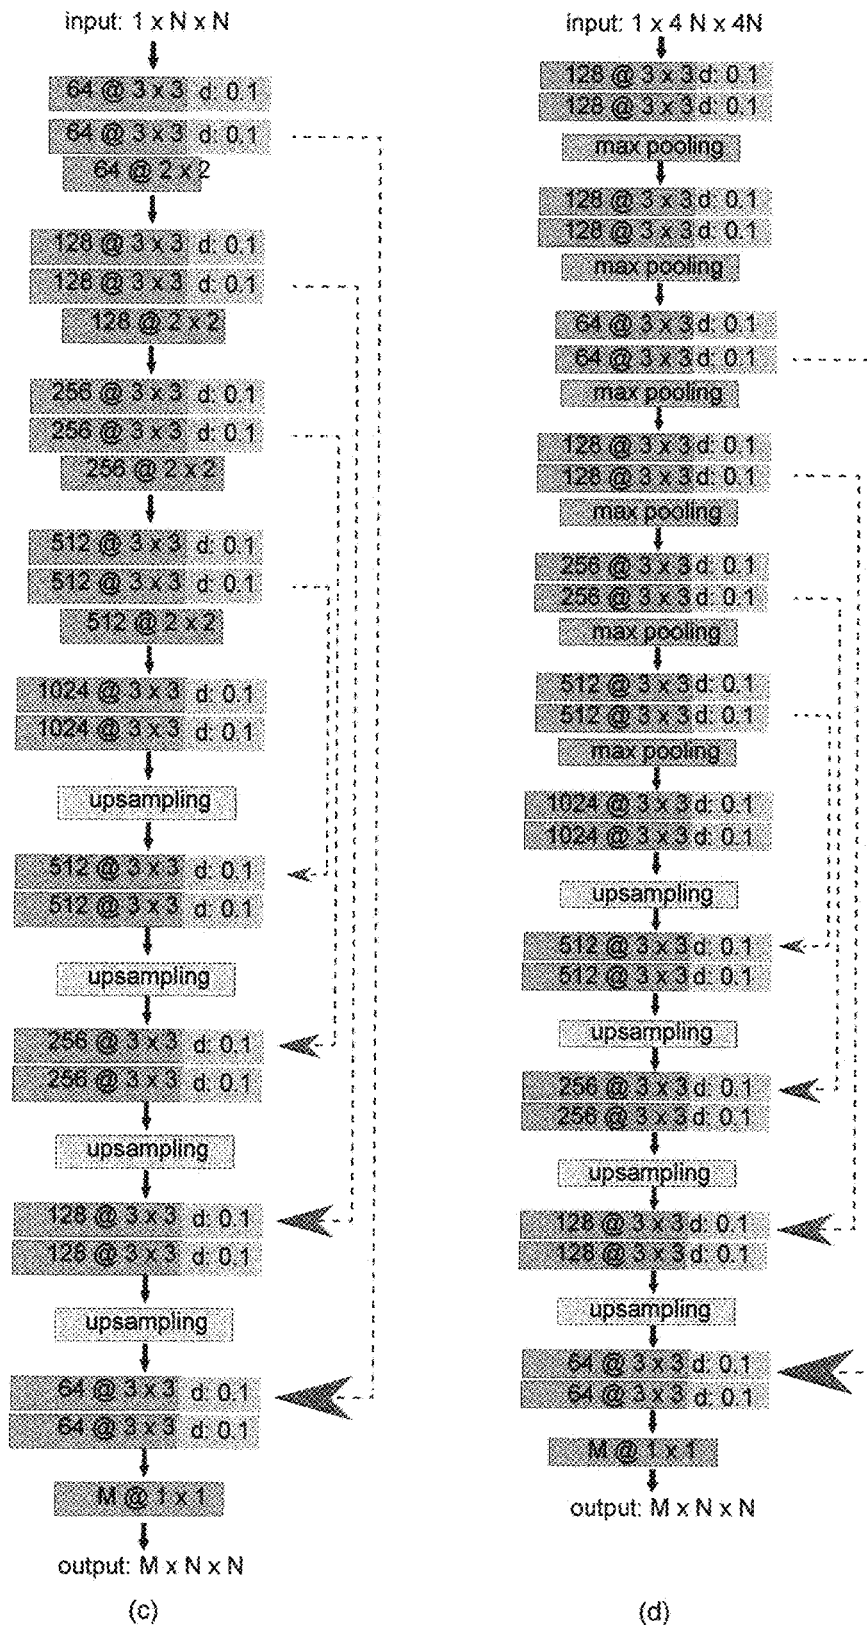 input: 1 x N x N
64 @ 3 x 3 d: 0.1
64 @ 3 x 3 d: 0.1
64 @ 2 x 2
128 @ 3 x 3 d: 0.1
128 @ 3 x 3 d: 0.1
128 @ 2 x 2
256 @ 3 x 3 d: 0.1
256 @ 3 x 3 d: 0.1
256 @ 2 x 2
512 @ 3 x 3 d: 0.1
512 @ 3 x 3 d: 0.1
512 @ 2 x 2
1024 @ 3 x 3 d: 0.1
1024 @ 3 x 3 d: 0.1
upsampling
512 @ 3 x 3 d: 0.1
512 @ 3 x 3 d: 0.1
upsampling
256 @ 3 x 3 d: 0.1
256 @ 3 x 3 d: 0.1
upsampling
128 @ 3 x 3 d: 0.1
128 @ 3 x 3 d: 0.1
upsampling
64 @ 3 x 3 d: 0.1
64 @ 3 x 3 d: 0.1
M @ 1 x 1
output: M x N x N
(c)
input: 1 x 4 N x 4N
128 @ 3 x 3 d: 0.1
128 @ 3 x 3 d: 0.1
max pooling
128 @ 3 x 3 d: 0.1
128 @ 3 x 3 d: 0.1
max pooling
64 @ 3 x 3 d: 0.1
64 @ 3 x 3 d: 0.1
max pooling
128 @ 3 x 3 d: 0.1
128 @ 3 x 3 d: 0.1
max pooling
256 @ 3 x 3 d: 0.1
256 @ 3 x 3 d: 0.1
max pooling
512 @ 3 x 3 d: 0.1
512 @ 3 x 3 d: 0.1
max pooling
1024 @ 3 x 3 d: 0.1
1024 @ 3 x 3 d: 0.1
upsampling
512 @ 3 x 3 d: 0.1
512 @ 3 x 3 d: 0.1
upsampling
256 @ 3 x 3 d: 0.1
256 @ 3 x 3 d: 0.1
upsampling
128 @ 3 x 3 d: 0.1
128 @ 3 x 3 d: 0.1
upsampling
64 @ 3 x 3 d: 0.1
64 @ 3 x 3 d: 0.1
M @ 1 x 1
output: M x N x N
(d)